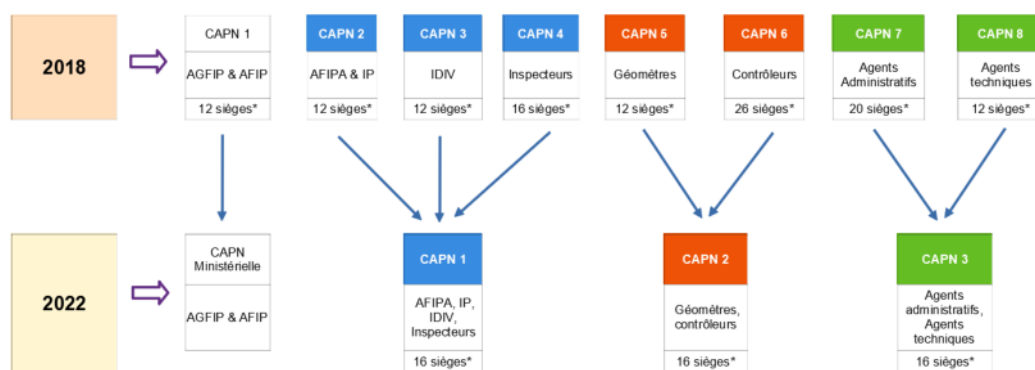 2018
CAPN 1
AGFIP & AFIP
12 sièges*
CAPN 2
AFIPA & IP
12 sièges*
CAPN 3
IDIV
12 sièges*
CAPN 4
Inspecteurs
16 sièges*
CAPN 5
Géomètres
12 sièges*
CAPN 6
Contrôleurs
26 sièges*
CAPN 7
Agents
Administratifs
20 sièges*
CAPN 8
Agents
techniques
12 sièges*
2022
CAPN
Ministérielle
AGFIP & AFIP
CAPN 1
AFIPA, IP,
IDIV,
Inspecteurs
16 sièges*
CAPN 2
Géomètres,
contrôleurs
16 sièges*
CAPN 3
Agents
administratifs,
Agents
techniques
16 sièges*